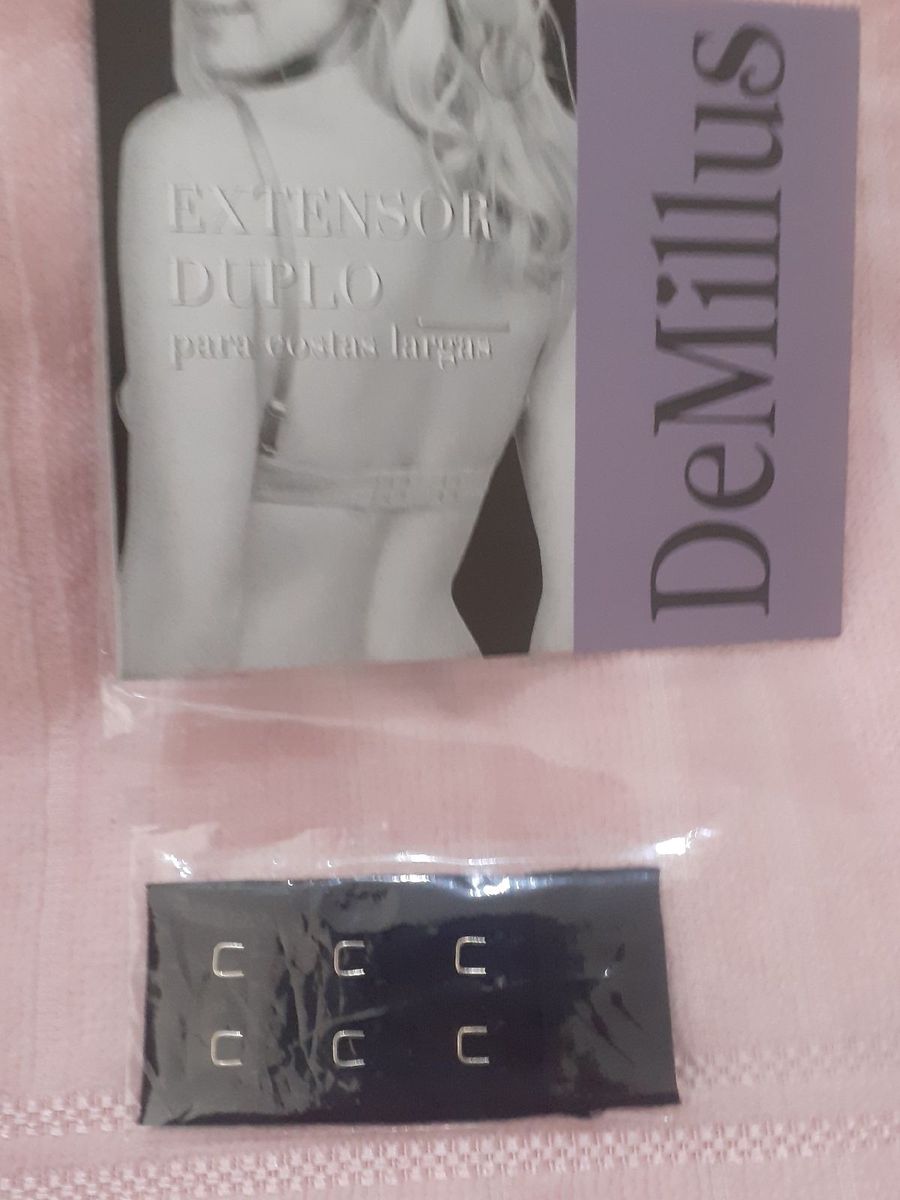 EXTENSOR
DUPLO
para costas largas
DeMillus